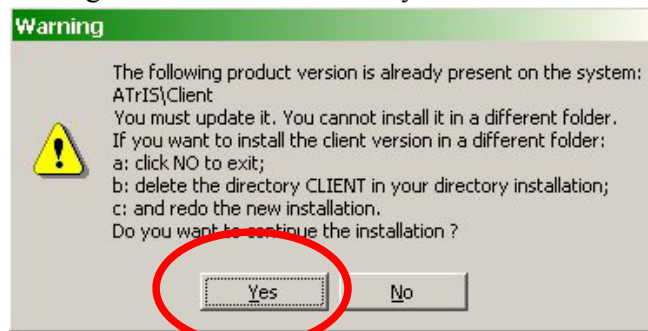 Warning
The following product version is already present on the system:
ATrIS\Client
You must update it. You cannot install it in a different folder.
If you want to install the client version in a different folder:
a: click NO to exit;
b: delete the directory CLIENT in your directory installation;
c: and redo the new installation.
Do you want to continue the installation ?
Yes
No